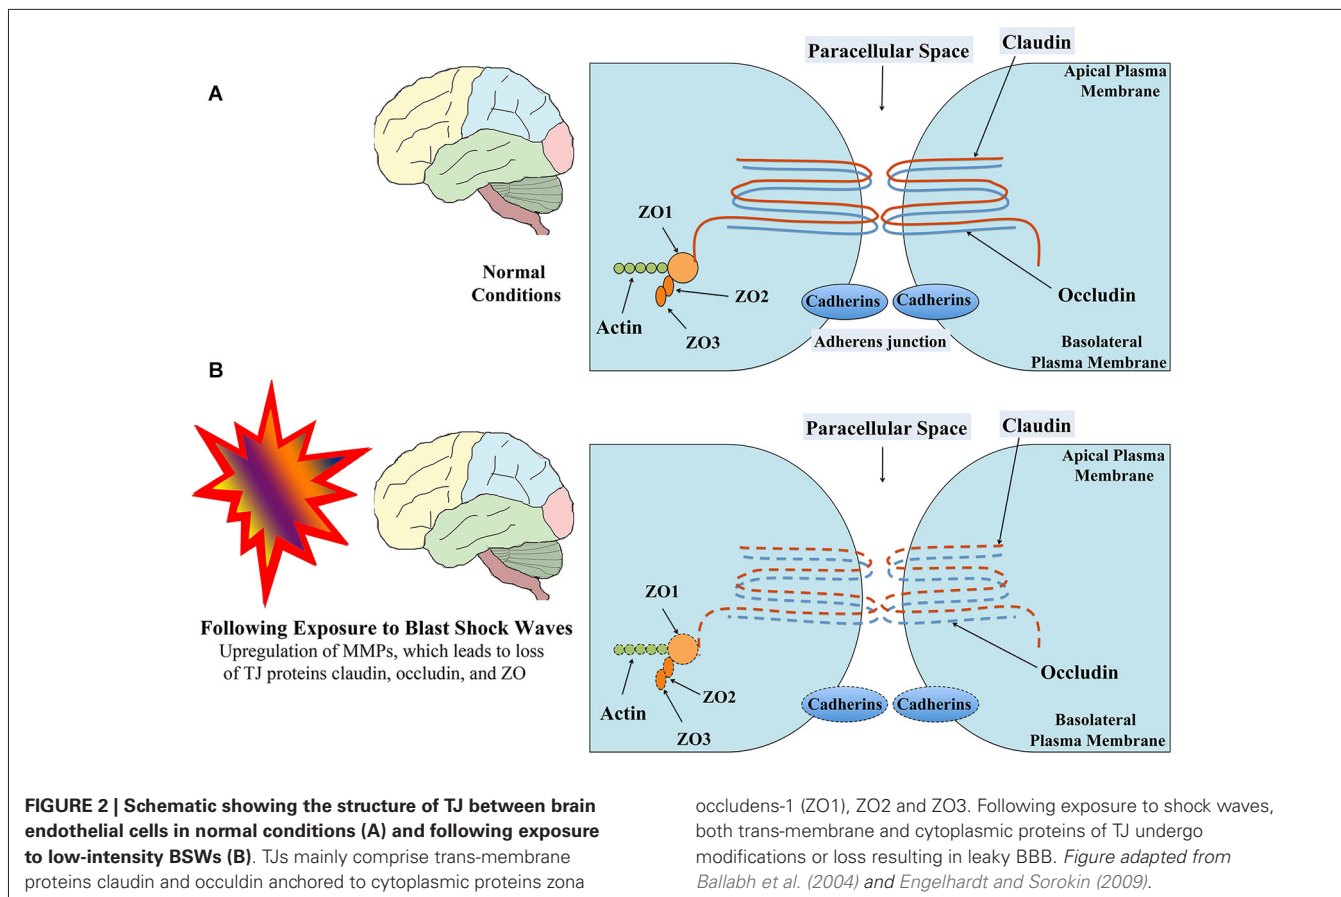 A
Paracellular Space
Claudin
Apical Plasma
Membrane
ZO1
Normal
Conditions
ZO2
Actin
ZO3
Cadherins
Cadherins
Occludin
Adherens junction
Basolateral
Plasma Membrane
B
Paracellular Space
Claudin
Apical Plasma
Membrane
ZO1
Following Exposure to Blast Shock Waves
Upregulation of MMPs, which leads to loss
of TJ proteins claudin, occludin, and ZO
ZO2
Actin
ZO3
Cadherins
Cadherins
Occludin
Basolateral
Plasma Membrane
FIGURE 2 | Schematic showing the structure of TJ between brain
endothelial cells in normal conditions (A) and following exposure
to low-intensity BSWs (B). TJs mainly comprise trans-membrane
proteins claudin and occuldin anchored to cytoplasmic proteins zona
occludens-1 (ZO1), ZO2 and ZO3. Following exposure to shock waves,
both trans-membrane and cytoplasmic proteins of TJ undergo
modifications or loss resulting in leaky BBB. Figure adapted from
Ballabh et al. (2004) and Engelhardt and Sorokin (2009).